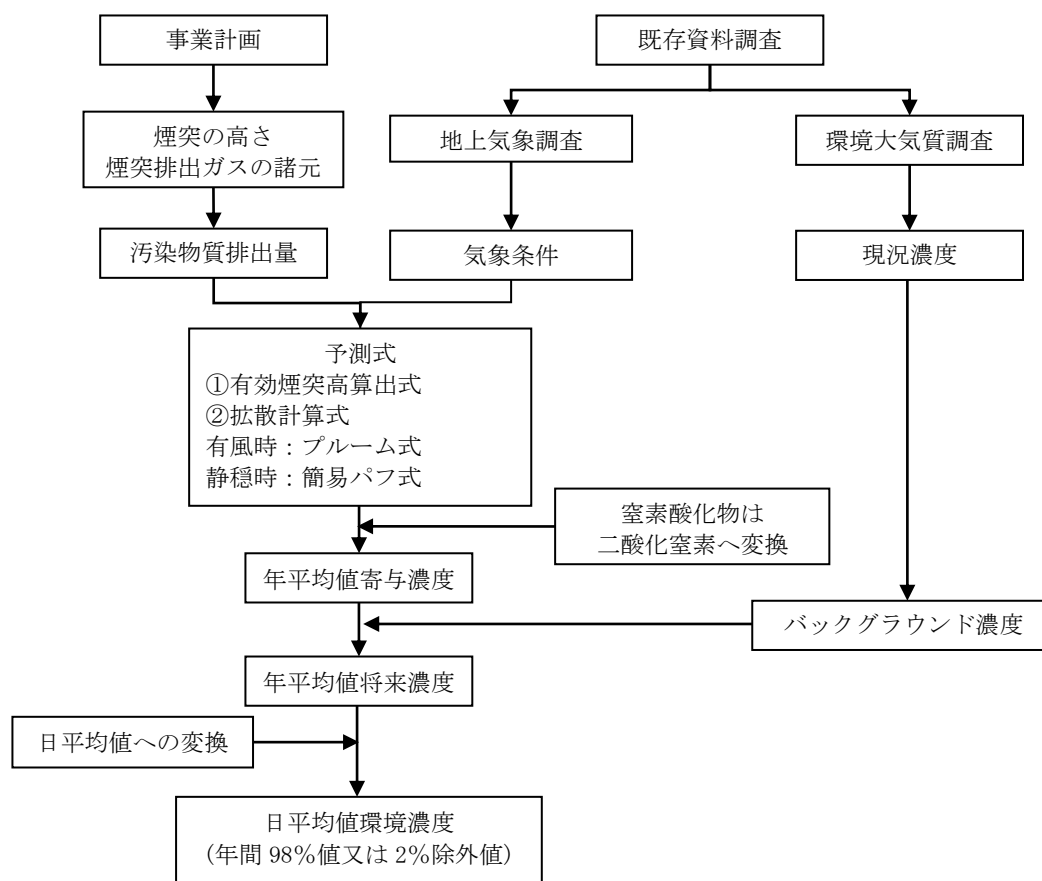 事業計画
既存資料調査
煙突の高さ
煙突排出ガスの諸元
地上気象調査
環境大気質調査
汚染物質排出量
気象条件
現況濃度
予測式
①有効煙突高算出式
②拡散計算式
有風時：プルーム式
静穏時：簡易パフ式
窒素酸化物は
二酸化窒素へ変換
年平均値寄与濃度
バックグラウンド濃度
年平均値将来濃度
日平均値への変換
日平均値環境濃度
(年間 98%値又は 2%除外値)